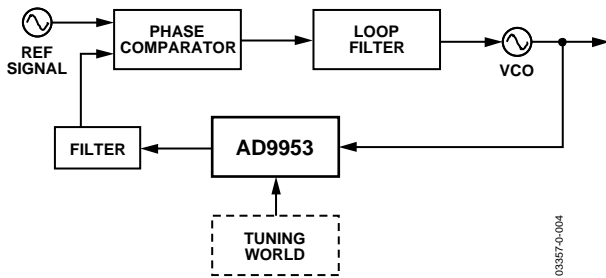 REF
SIGNAL
PHASE
COMPARATOR
LOOP
FILTER
VCO
FILTER
AD9953
TUNING
WORLD
03357-0-004